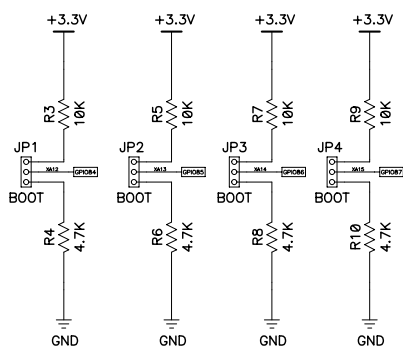 +3.3V +3.3V +3.3V +3.3V
R3 10K R5 10K R7 10K R9 10K
JP1 JP2 JP3 JP4
XA12 GPIO84 XA13 GPIO85 XA14 GPIO86 XA15 GPIO87
BOOT BOOT BOOT BOOT
R4 4.7K R6 4.7K R8 4.7K R10 4.7K
GND GND GND GND